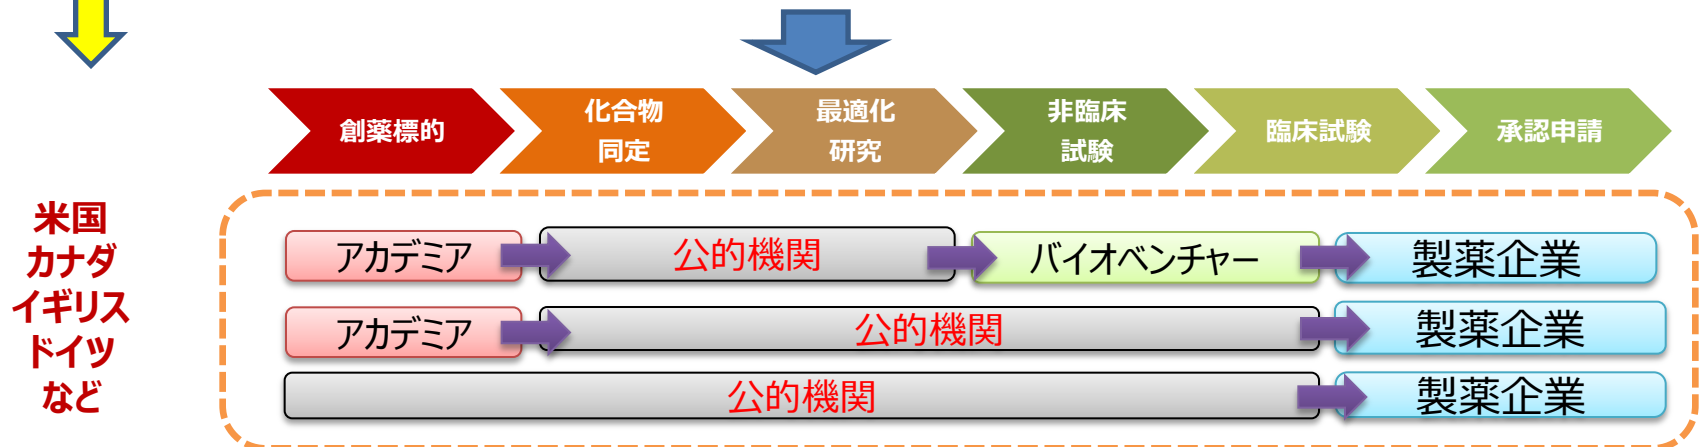 創薬標的
化合物
同定
最適化
研究
非臨床
試験
臨床試験
承認申請
米国
カナダ
イギリス
ドイツ
など
アカデミア
公的機関
バイオベンチャー
製薬企業
アカデミア
公的機関
製薬企業
公的機関
製薬企業